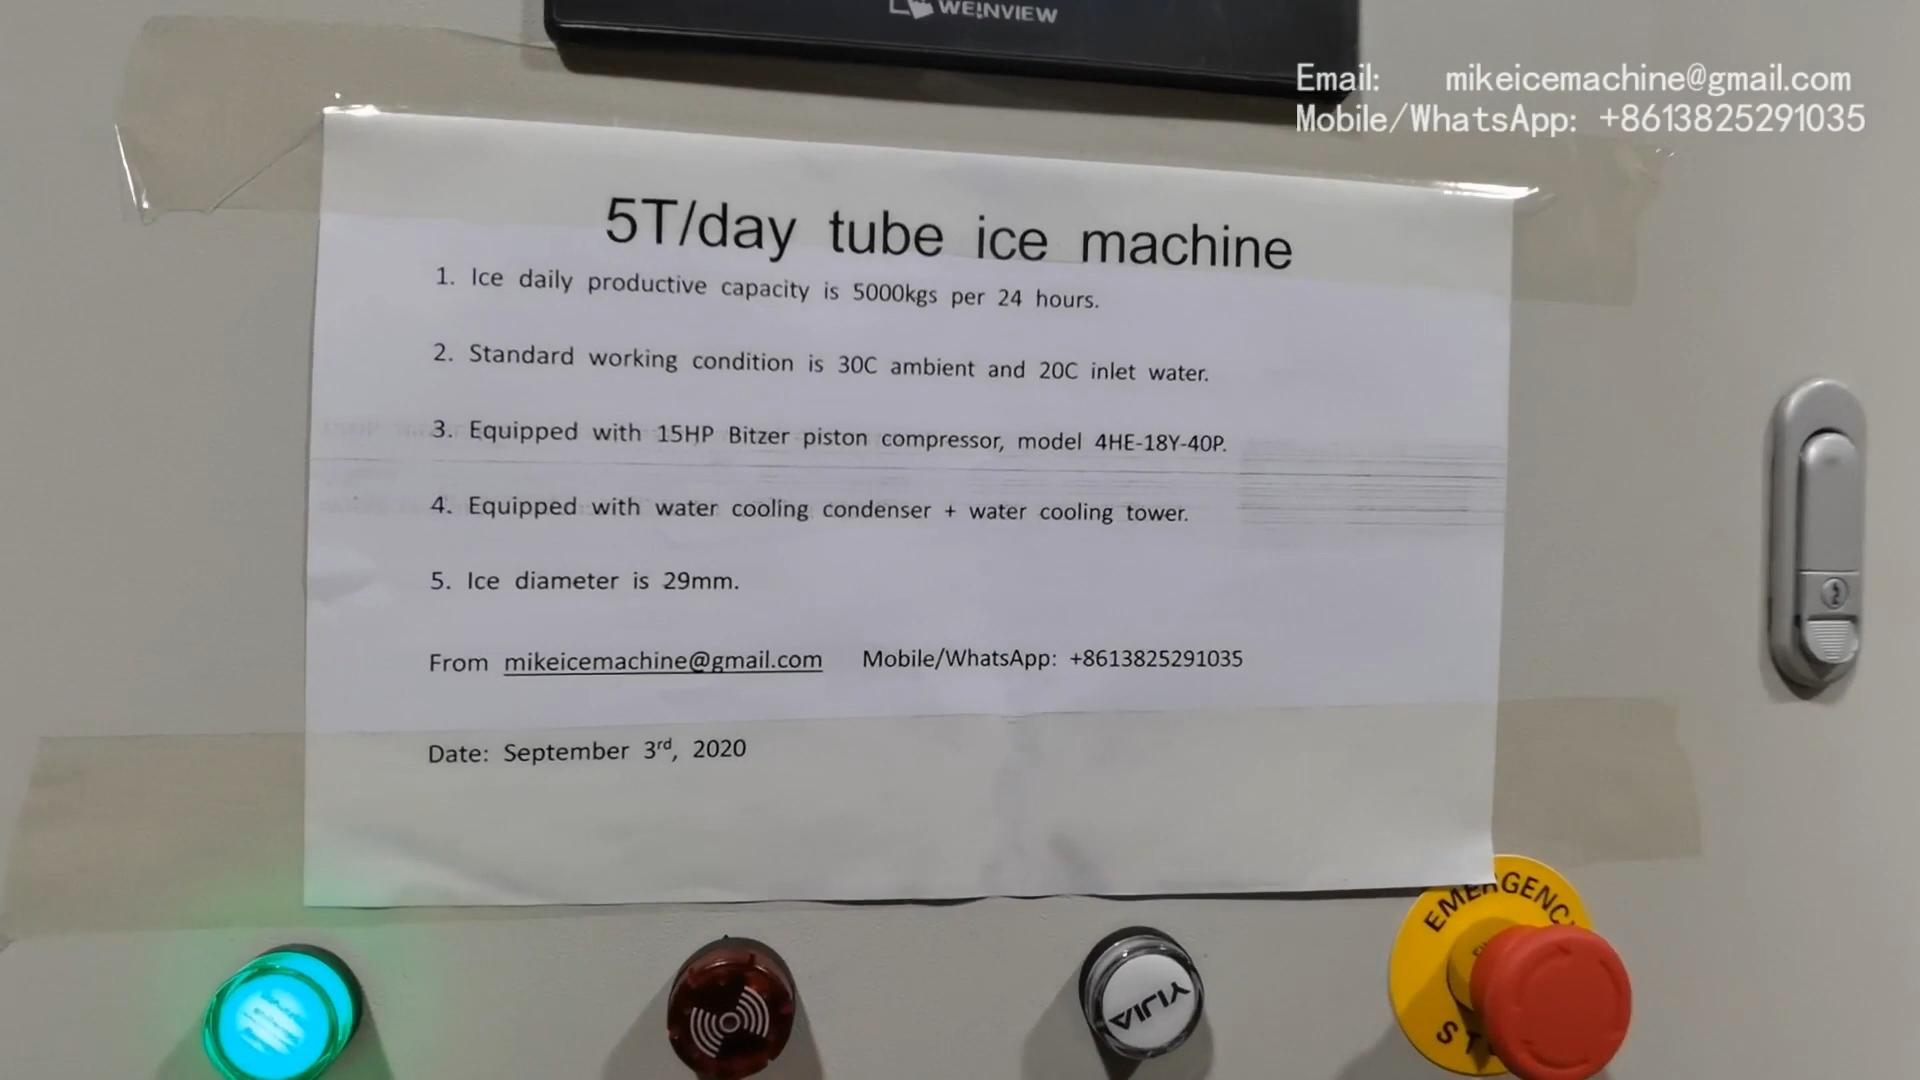 WEINVIEW
Email: mikeicemachine@gmail.com
Mobile/WhatsApp: +8613825291035
5T/day tube ice machine
1. Ice daily productive capacity is 5000kgs per 24 hours.
2. Standard working condition is 30C ambient and 20C inlet water.
3. Equipped with 15HP Bitzer piston compressor, model 4HE-18Y-40P.
4. Equipped with water cooling condenser + water cooling tower.
5. Ice diameter is 29mm.
From mikeicemachine@gmail.com Mobile/WhatsApp: +8613825291035
Date: September 3rd, 2020
YIJIA
EMERGENCY